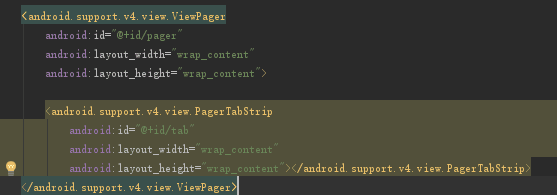 <android.support.v4.view.ViewPager
android:id="@+id/pager"
android:layout_width="wrap_content"
android:layout_height="wrap_content">
<android.support.v4.view.PagerTabStrip
android:id="@+id/tab"
android:layout_width="wrap_content"
android:layout_height="wrap_content"></android.support.v4.view.PagerTabStrip>
</android.support.v4.view.ViewPager>